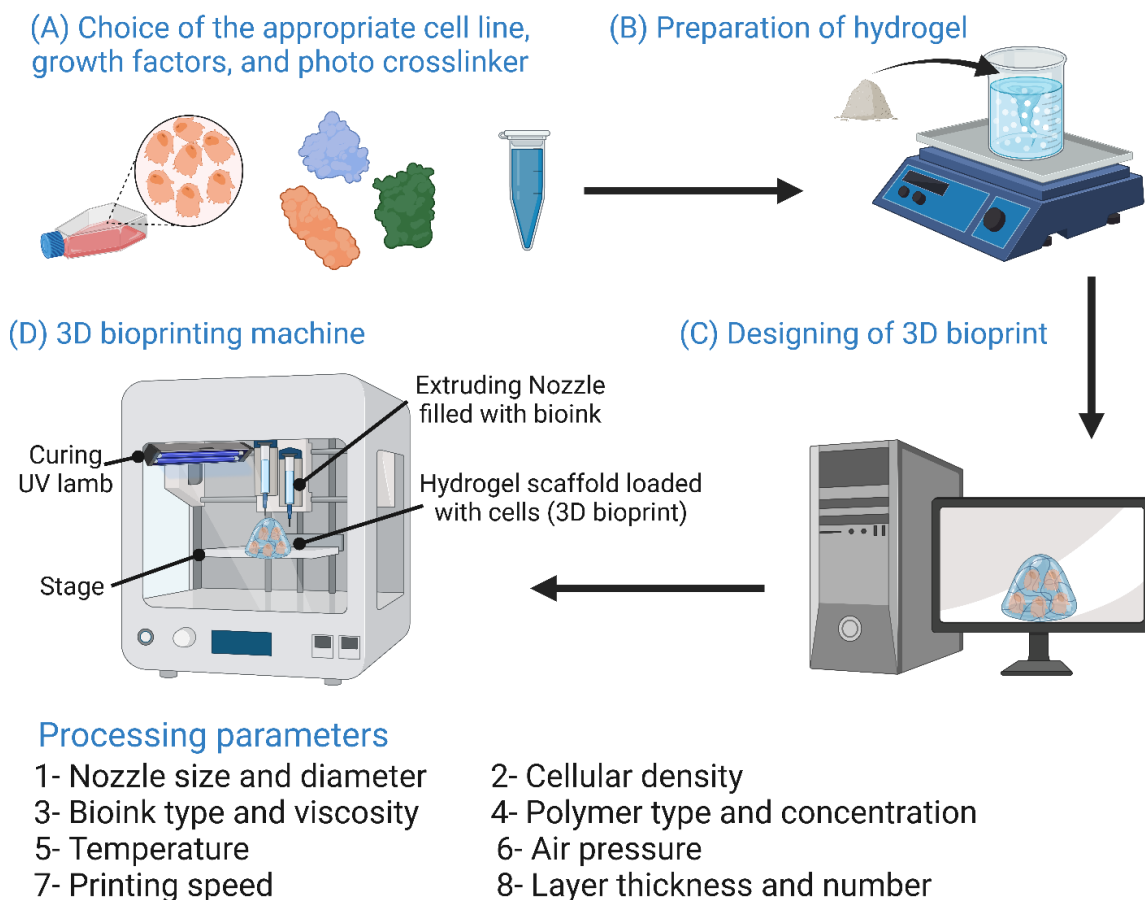 (A) Choice of the appropriate cell line,
growth factors, and photo crosslinker
(B) Preparation of hydrogel
(D) 3D bioprinting machine
(C) Designing of 3D bioprint
Extruding Nozzle
filled with bioink
Curing
UV lamb
Hydrogel scaffold loaded
with cells (3D bioprint)
Stage
Processing parameters
1- Nozzle size and diameter
2- Cellular density
3- Bioink type and viscosity
4- Polymer type and concentration
5- Temperature
6- Air pressure
7- Printing speed
8- Layer thickness and number